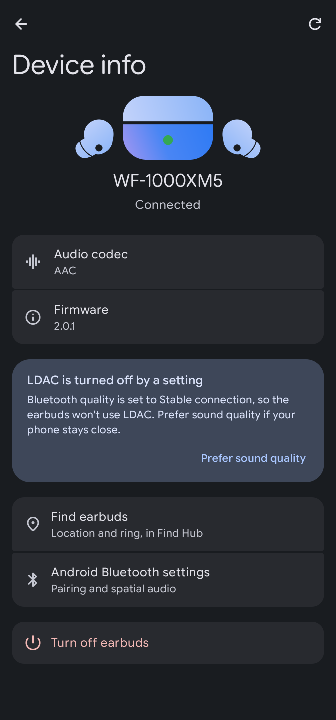 Device info
WF-1000XM5
Connected
Audio codec
AAC
Firmware
2.0.1
LDAC is turned off by a setting
Bluetooth quality is set to Stable connection, so the
earbuds won't use LDAC. Prefer sound quality if your
phone stays close.
Prefer sound quality
Find earbuds
Location and ring, in Find Hub
Android Bluetooth settings
Pairing and spatial audio
Turn off earbuds